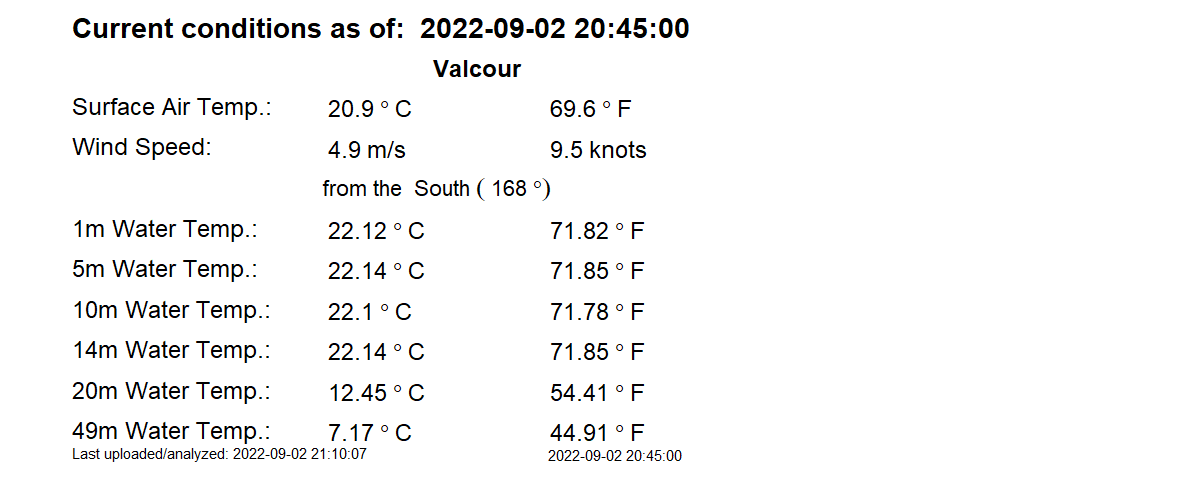 Current conditions as of:  2022-09-02 20:45:00
Valcour
Surface Air Temp.: 20.9 ° C 69.6 ° F
Wind Speed: 4.9 m/s 9.5 knots
from the  South ( 168 °)
1m Water Temp.: 22.12 ° C 71.82 ° F
5m Water Temp.: 22.14 ° C 71.85 ° F
10m Water Temp.: 22.1 ° C 71.78 ° F
14m Water Temp.: 22.14 ° C 71.85 ° F
20m Water Temp.: 12.45 ° C 54.41 ° F
49m Water Temp.: 7.17 ° C 44.91 ° F
Last uploaded/analyzed: 2022-09-02 21:10:07 2022-09-02 20:45:00